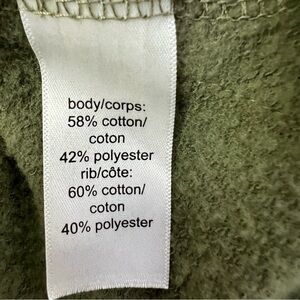 body/corps:
58% cotton/
coton
42% polyester
rib/côte:
60% cotton/
coton
40% polyester